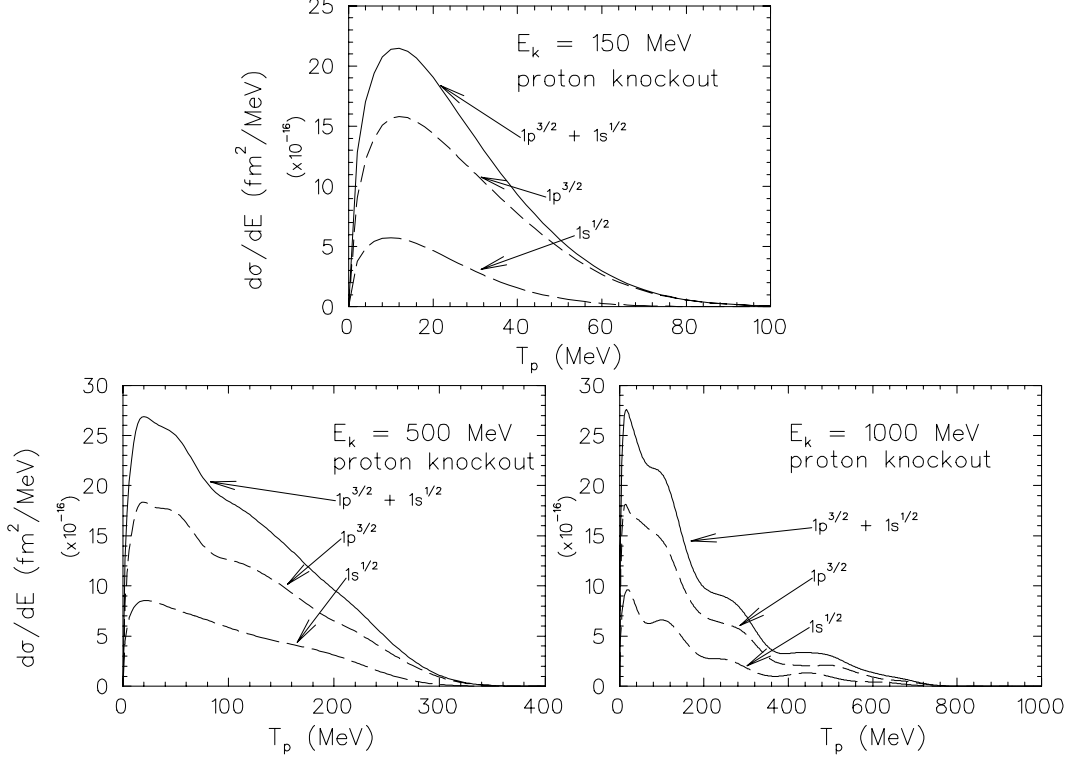 25
20
15
10
5
0
dσ/dE (fm²/MeV)
(x10⁻¹⁶)
E_k = 150 MeV
proton knockout
1p^3/2 + 1s^1/2
1p^3/2
1s^1/2
0 20 40 60 80 100
T_p (MeV)
30
25
20
15
10
5
0
dσ/dE (fm²/MeV)
(x10⁻¹⁶)
E_k = 500 MeV
proton knockout
1p^3/2 + 1s^1/2
1p^3/2
1s^1/2
0 100 200 300 400
T_p (MeV)
30
25
20
15
10
5
0
(x10⁻¹⁶)
E_k = 1000 MeV
proton knockout
1p^3/2 + 1s^1/2
1p^3/2
1s^1/2
0 200 400 600 800 1000
T_p (MeV)